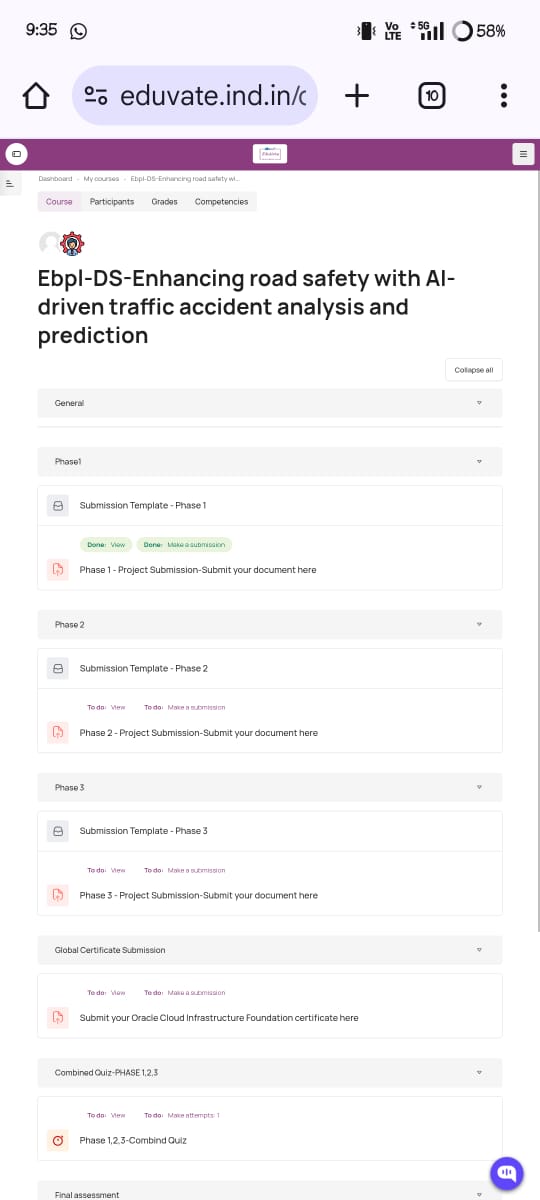 9:35
Vo LTE
5G
58%
eduvate.ind.in/c
10
Dashboard
My courses
Ebpl-DS-Enhancing road safety wi...
Course
Participants
Grades
Competencies
Ebpl-DS-Enhancing road safety with AI-
driven traffic accident analysis and
prediction
Collapse all
General
Phase1
Submission Template - Phase 1
Done: View
Done: Make a submission
Phase 1 - Project Submission-Submit your document here
Phase 2
Submission Template - Phase 2
To do: View
To do: Make a submission
Phase 2 - Project Submission-Submit your document here
Phase 3
Submission Template - Phase 3
To do: View
To do: Make a submission
Phase 3 - Project Submission-Submit your document here
Global Certificate Submission
To do: View
To do: Make a submission
Submit your Oracle Cloud Infrastructure Foundation certificate here
Combined Quiz-PHASE 1,2,3
To do: View
To do: Make attempts: 1
Phase 1,2,3-Combind Quiz
Final assessment